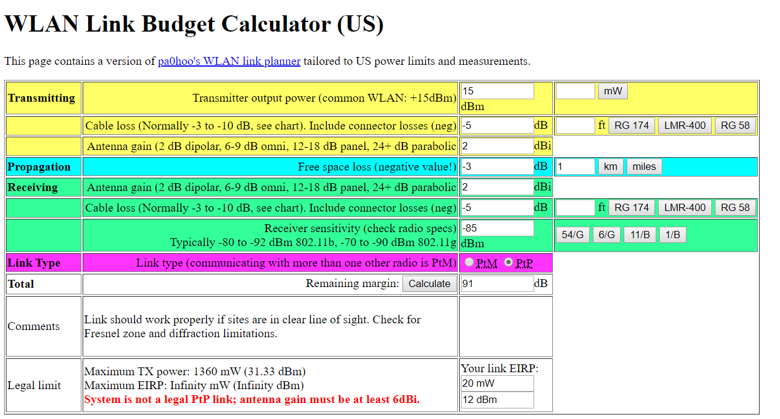 WLAN Link Budget Calculator (US)
This page contains a version of pa0hoo's WLAN link planner tailored to US power limits and measurements.
Transmitting Transmitter output power (common WLAN: +15dBm) 15 dBm mW
Cable loss (Normally -3 to -10 dB, see chart). Include connector losses (neg) -5 dB ft RG 174 LMR-400 RG 58
Antenna gain (2 dB dipolar, 6-9 dB omni, 12-18 dB panel, 24+ dB parabolic 2 dBi
Propagation Free space loss (negative value!) -3 dB 1 km miles
Receiving Antenna gain (2 dB dipolar, 6-9 dB omni, 12-18 dB panel, 24+ dB parabolic 2 dBi
Cable loss (Normally -3 to -10 dB, see chart). Include connector losses (neg) -5 dB ft RG 174 LMR-400 RG 58
Receiver sensitivity (check radio specs) -85
Typically -80 to -92 dBm 802.11b, -70 to -90 dBm 802.11g dBm 54/G 6/G 11/B 1/B
Link Type Link type (communicating with more than one other radio is PtM) PtM PtP
Total Remaining margin: Calculate 91 dB
Comments Link should work properly if sites are in clear line of sight. Check for
Fresnel zone and diffraction limitations.
Legal limit Maximum TX power: 1360 mW (31.33 dBm)
Maximum EIRP: Infinity mW (Infinity dBm)
System is not a legal PtP link; antenna gain must be at least 6dBi.
Your link EIRP:
20 mW
12 dBm